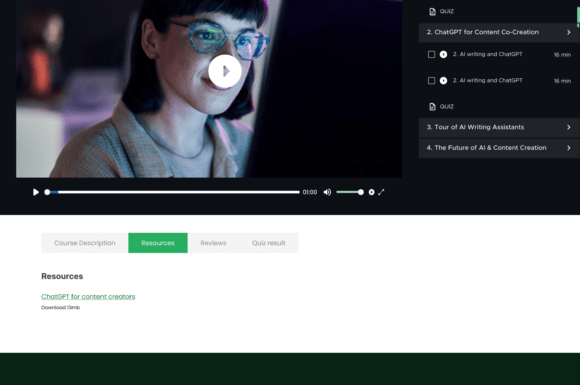 QUIZ
2. ChatGPT for Content Co-Creation
2. AI writing and ChatGPT 16 min
2. AI writing and ChatGPT 16 min
QUIZ
3. Tour of AI Writing Assistants
4. The Future of AI & Content Creation
01:00
Course Description Resources Reviews Quiz result
Resources
ChatGPT for content creators
Download 13mb